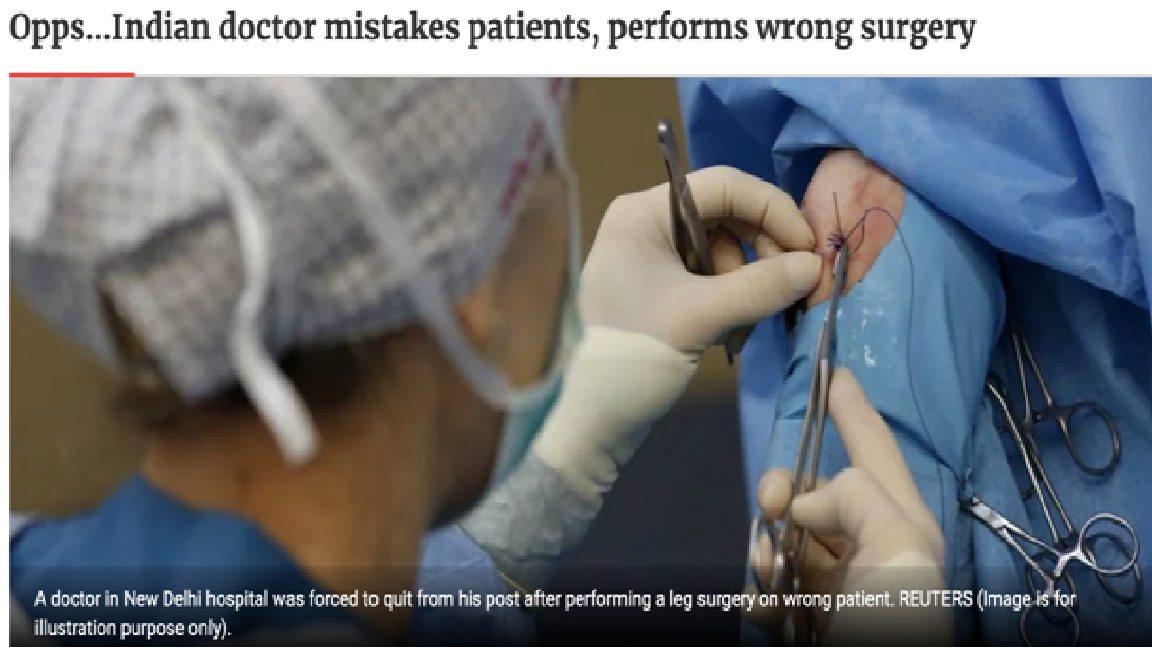 Opps...Indian doctor mistakes patients, performs wrong surgery
A doctor in New Delhi hospital was forced to quit from his post after performing a leg surgery on wrong patient. REUTERS (Image is for
illustration purpose only).